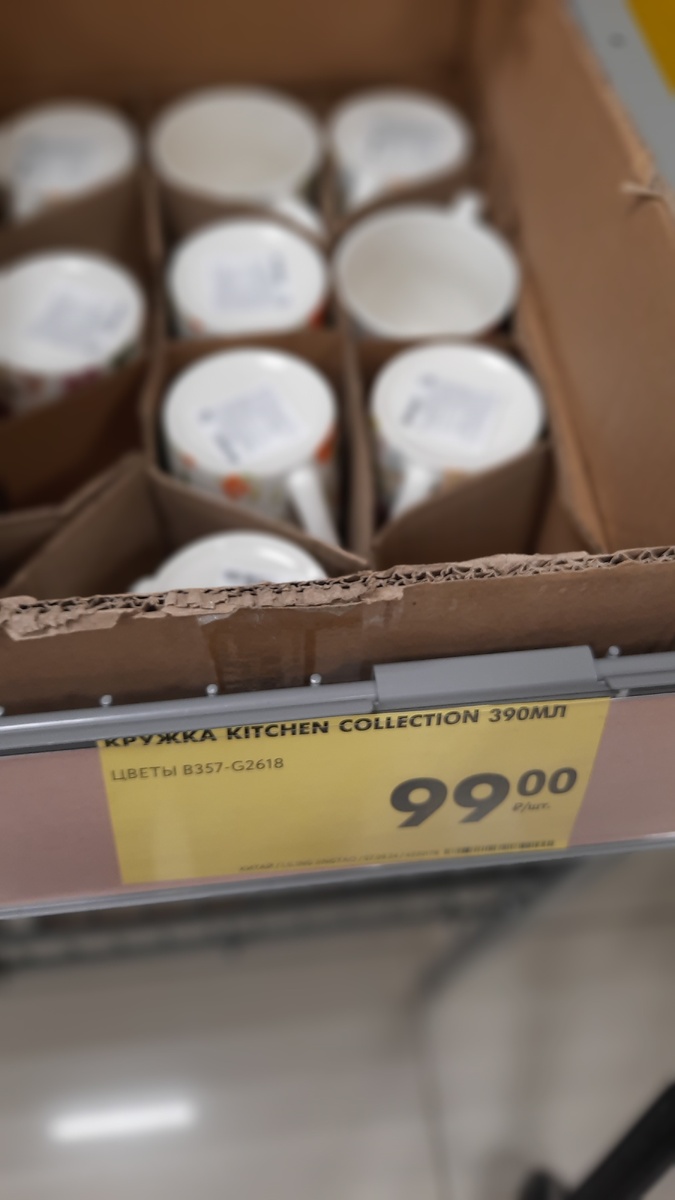 КРУЖКА KITCHEN COLLECTION 390МЛ
ЦВЕТЫ B357-G2618
99 00
₽/шт.